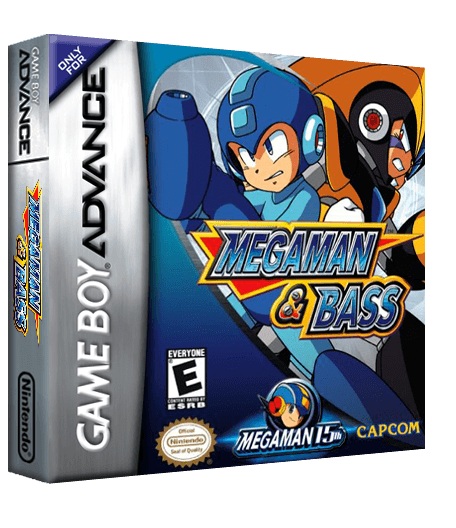 GAME BOY ADVANCE
MEGAMAN
& BASS
Nintendo
ONLY
FOR
GAME BOY ADVANCE
MEGAMAN
& BASS
EVERYONE
E
CONTENT RATED BY
ESRB
Official
Nintendo
Seal of Quality
MEGAMAN 15th
CAPCOM